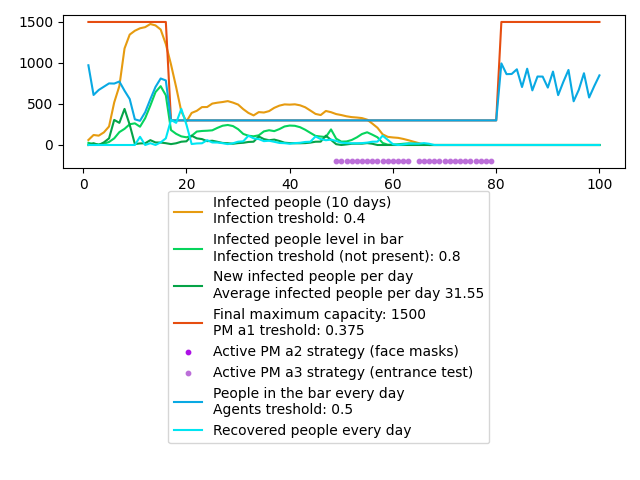 1500
1000
500
0
0 20 40 60 80 100
Infected people (10 days)
Infection treshold: 0.4
Infected people level in bar
Infection treshold (not present): 0.8
New infected people per day
Average infected people per day 31.55
Final maximum capacity: 1500
PM a1 treshold: 0.375
Active PM a2 strategy (face masks)
Active PM a3 strategy (entrance test)
People in the bar every day
Agents treshold: 0.5
Recovered people every day